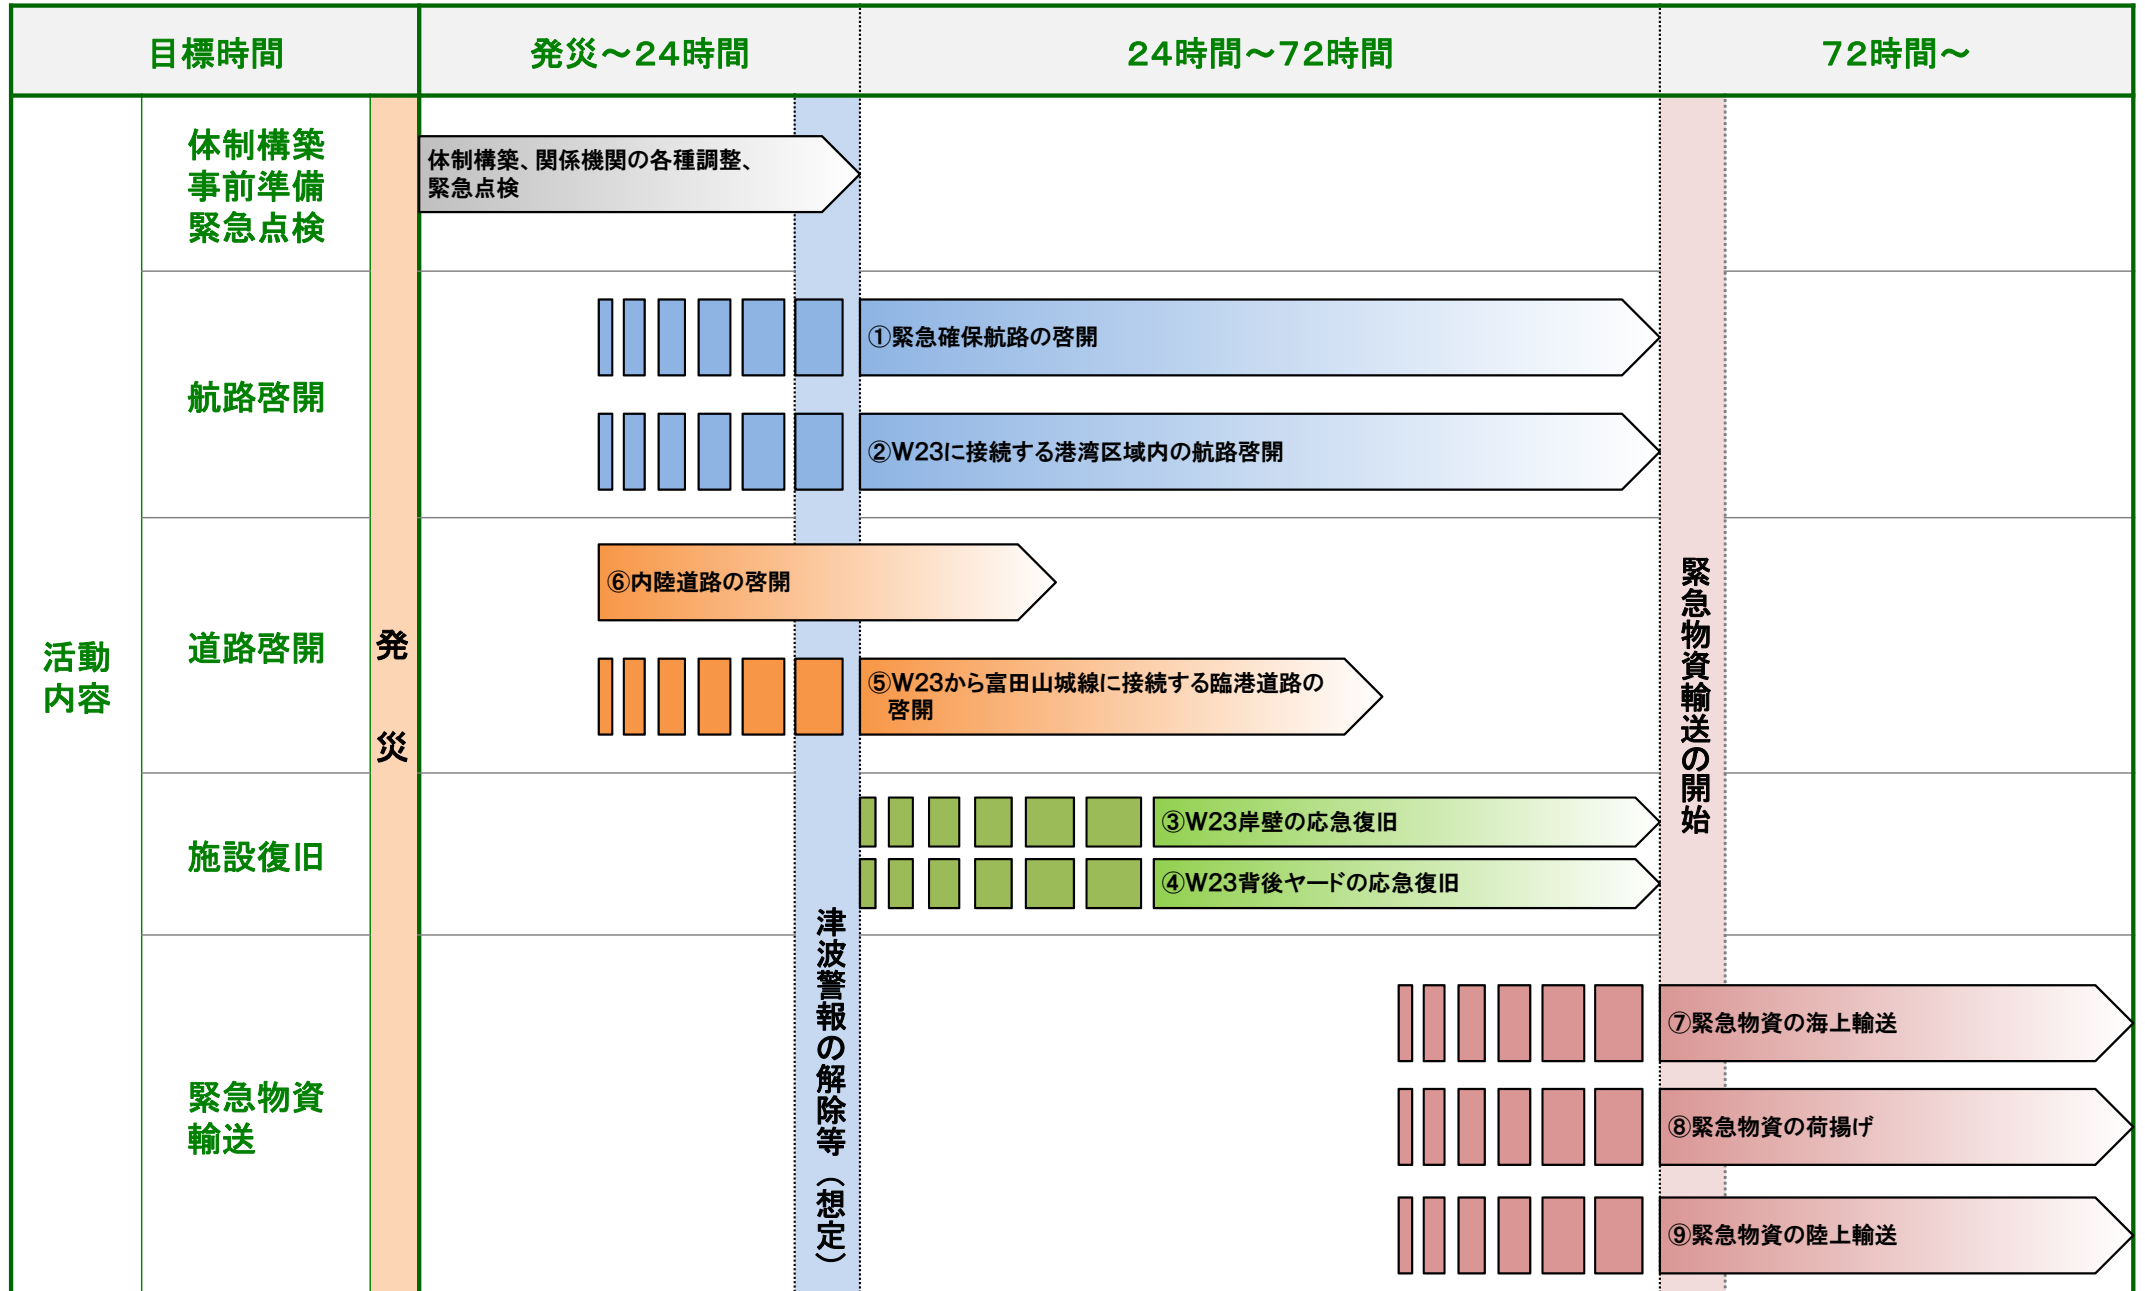 目標時間
発災～24時間
24時間～72時間
72時間～
活動
内容
発災
津波警報の解除等（想定）
緊急物資輸送の開始
体制構築
事前準備
緊急点検
体制構築、関係機関の各種調整、
緊急点検
航路啓開
①緊急確保航路の啓開
②W23に接続する港湾区域内の航路啓開
道路啓開
⑥内陸道路の啓開
⑤W23から富田山城線に接続する臨港道路の
啓開
施設復旧
③W23岸壁の応急復旧
④W23背後ヤードの応急復旧
緊急物資
輸送
⑦緊急物資の海上輸送
⑧緊急物資の荷揚げ
⑨緊急物資の陸上輸送